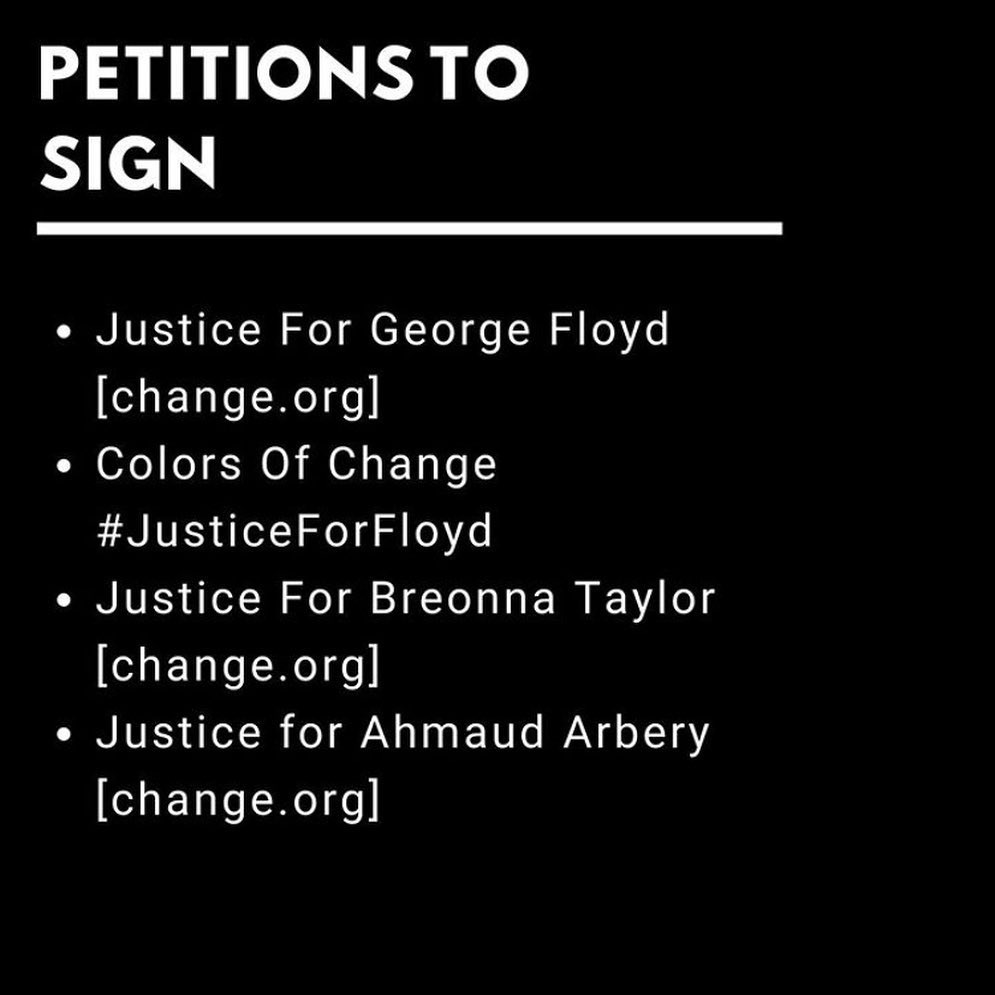 PETITIONS TO
SIGN
• Justice For George Floyd
[change.org]
• Colors Of Change
#JusticeForFloyd
• Justice For Breonna Taylor
[change.org]
• Justice for Ahmaud Arbery
[change.org]